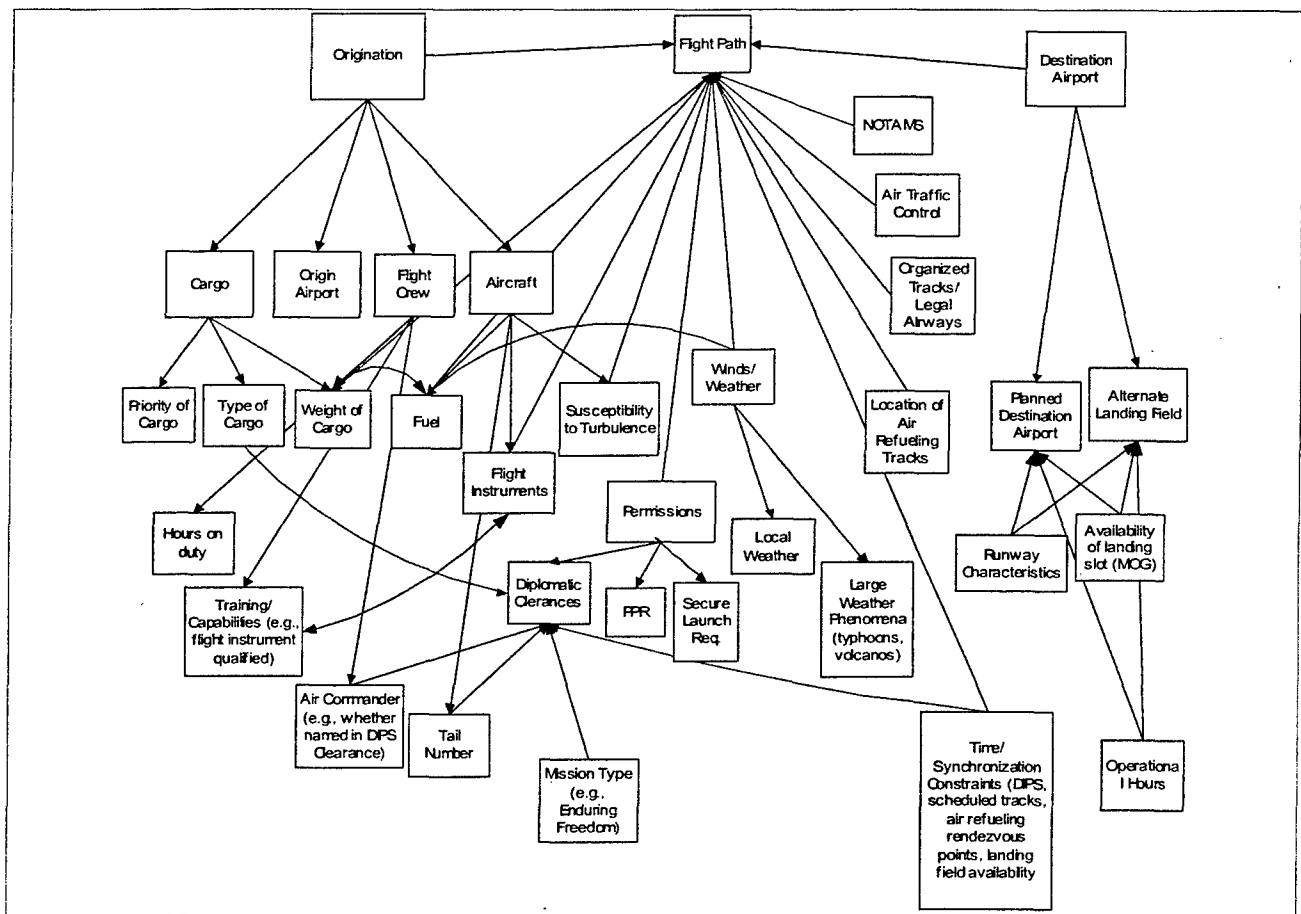 Origination
Flight Path
Destination
Airport
NOTAMS
Air Traffic
Control
Organized
Tracks/
Legal
Airways
Cargo
Origin
Airport
Flight
Crew
Aircraft
Winds/
Weather
Priority of
Cargo
Type of
Cargo
Weight of
Cargo
Fuel
Susceptibility
to Turbulence
Location of
Air
Refueling
Tracks
Planned
Destination
Airport
Alternate
Landing Field
Flight
Instruments
Permissions
Hours on
duty
Local
Weather
Runway
Characteristics
Availability
of landing
slot (MOG)
Training/
Capabilities (e.g.,
flight instrument
qualified)
Diplomatic
Clerances
PPR
Secure
Launch
Req.
Large
Weather
Phenomena
(typhoons,
volcanos)
Air Commander
(e.g., whether
named in DIPS
Clearance)
Tail
Number
Mission Type
(e.g.,
Enduring
Freedom)
Time/
Synchronization
Constraints (DIPS,
scheduled tracks,
air refueling
rendezvous
points, landing
field availability
Operationa
l Hours